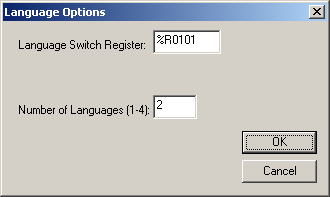 Language Options
Language Switch Register: %R0101
Number of Languages (1-4): 2
OK
Cancel